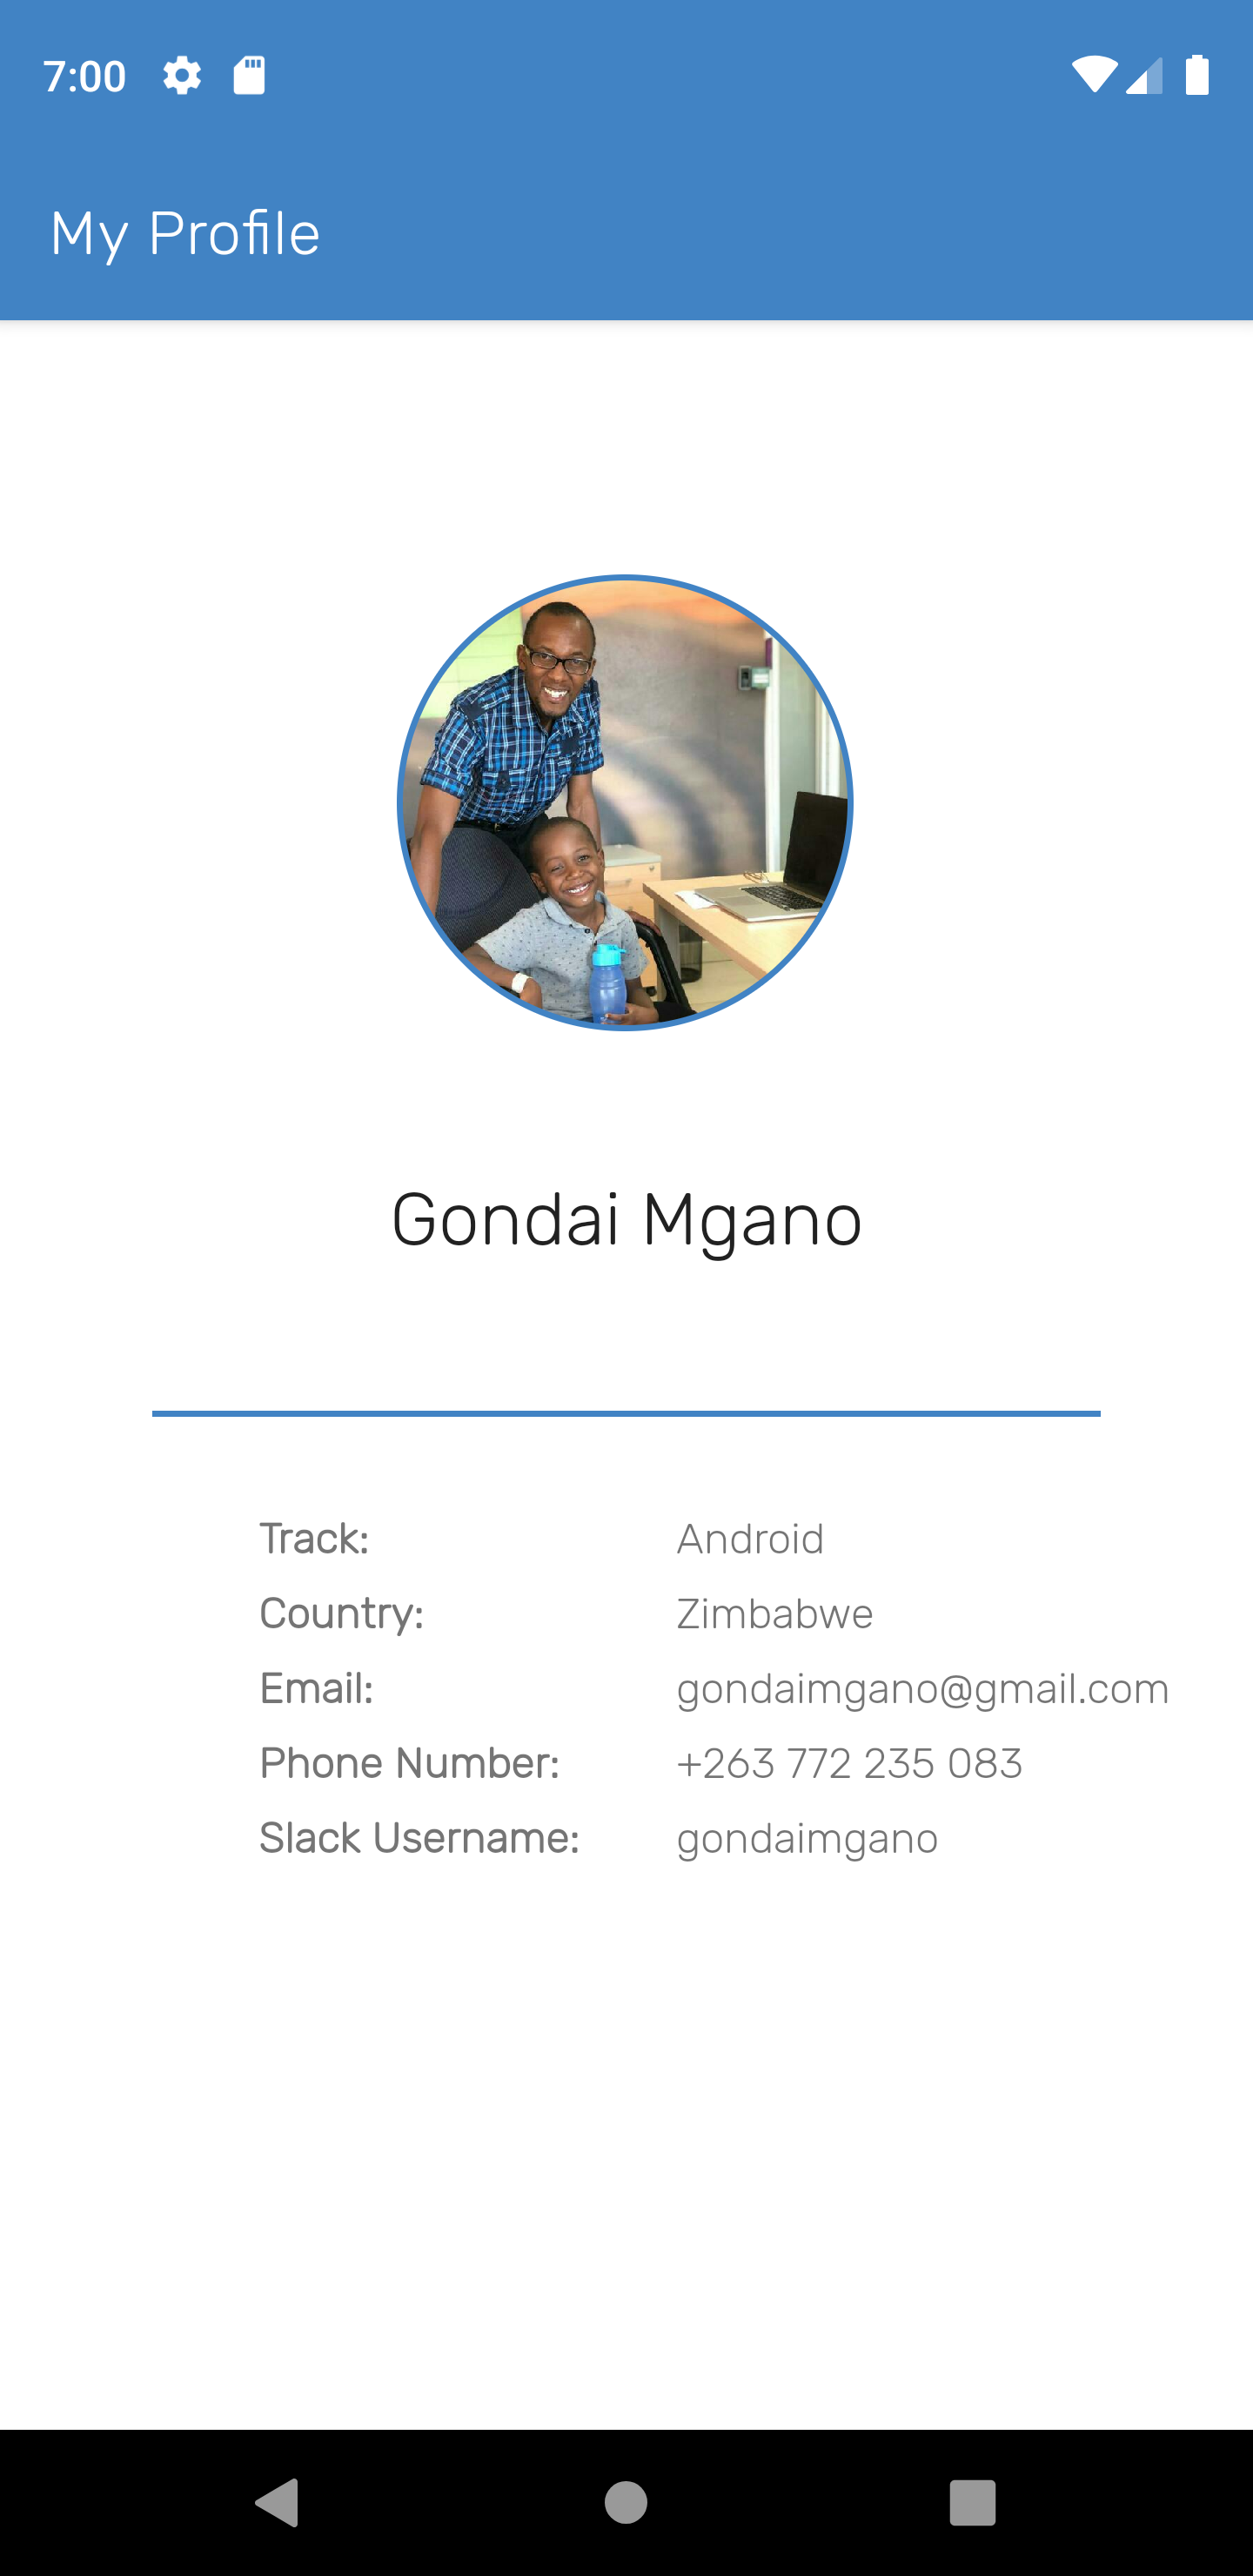 7:00
My Profile
Gondai Mgano
Track: Android
Country: Zimbabwe
Email: gondaimgano@gmail.com
Phone Number: +263 772 235 083
Slack Username: gondaimgano